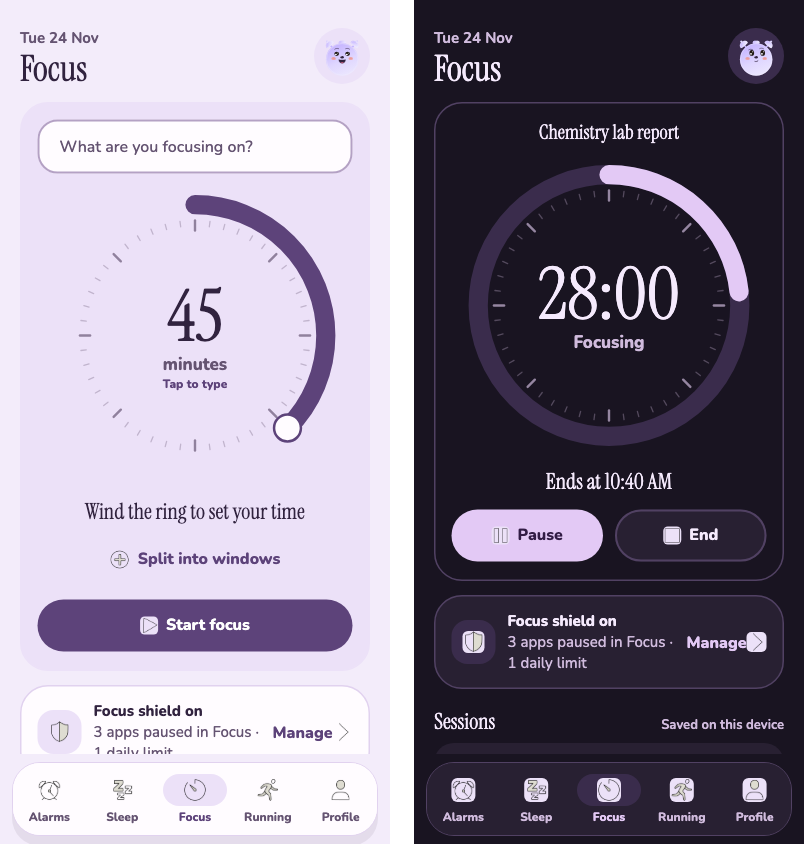 Tue 24 Nov
Focus
What are you focusing on?
45
minutes
Tap to type
Wind the ring to set your time
Split into windows
Start focus
Focus shield on
3 apps paused in Focus ·
1 daily limit
Manage
Alarms
Sleep
Focus
Running
Profile
Tue 24 Nov
Focus
Chemistry lab report
28:00
Focusing
Ends at 10:40 AM
Pause
End
Focus shield on
3 apps paused in Focus ·
1 daily limit
Manage
Sessions
Saved on this device
Alarms
Sleep
Focus
Running
Profile